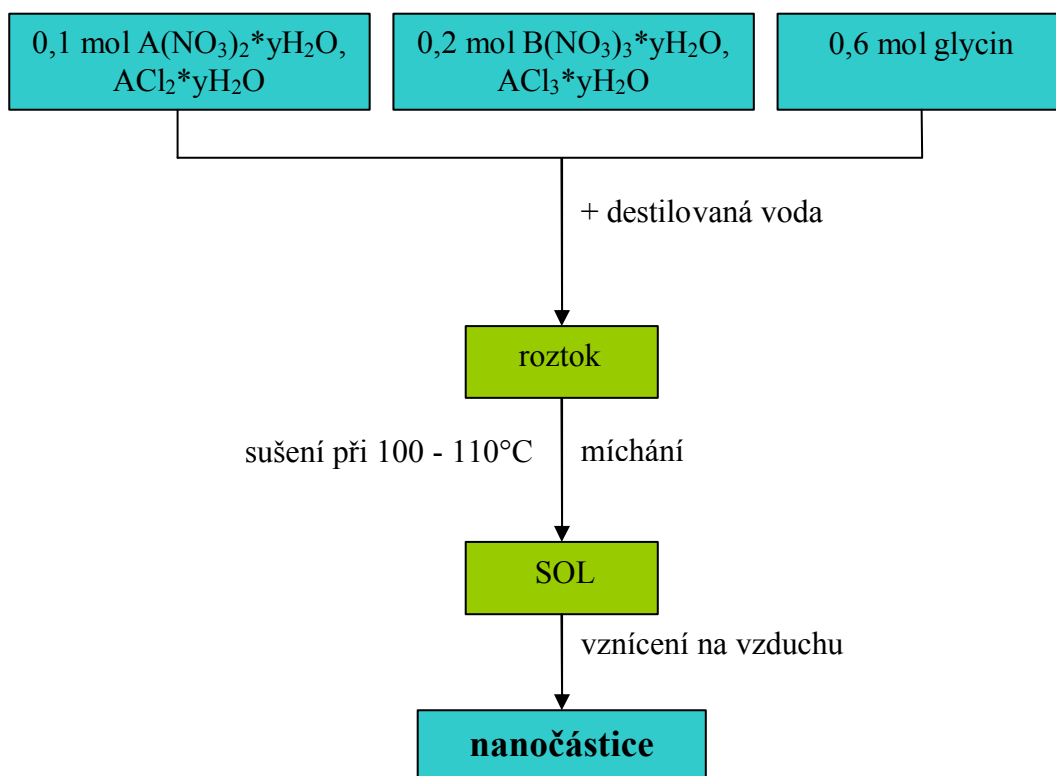 0,1 mol A(NO₃)₂*yH₂O,
ACl₂*yH₂O
0,2 mol B(NO₃)₃*yH₂O,
ACl₃*yH₂O
0,6 mol glycin
+ destilovaná voda
roztok
sušení při 100 - 110°C
míchání
SOL
vznícení na vzduchu
nanočástice